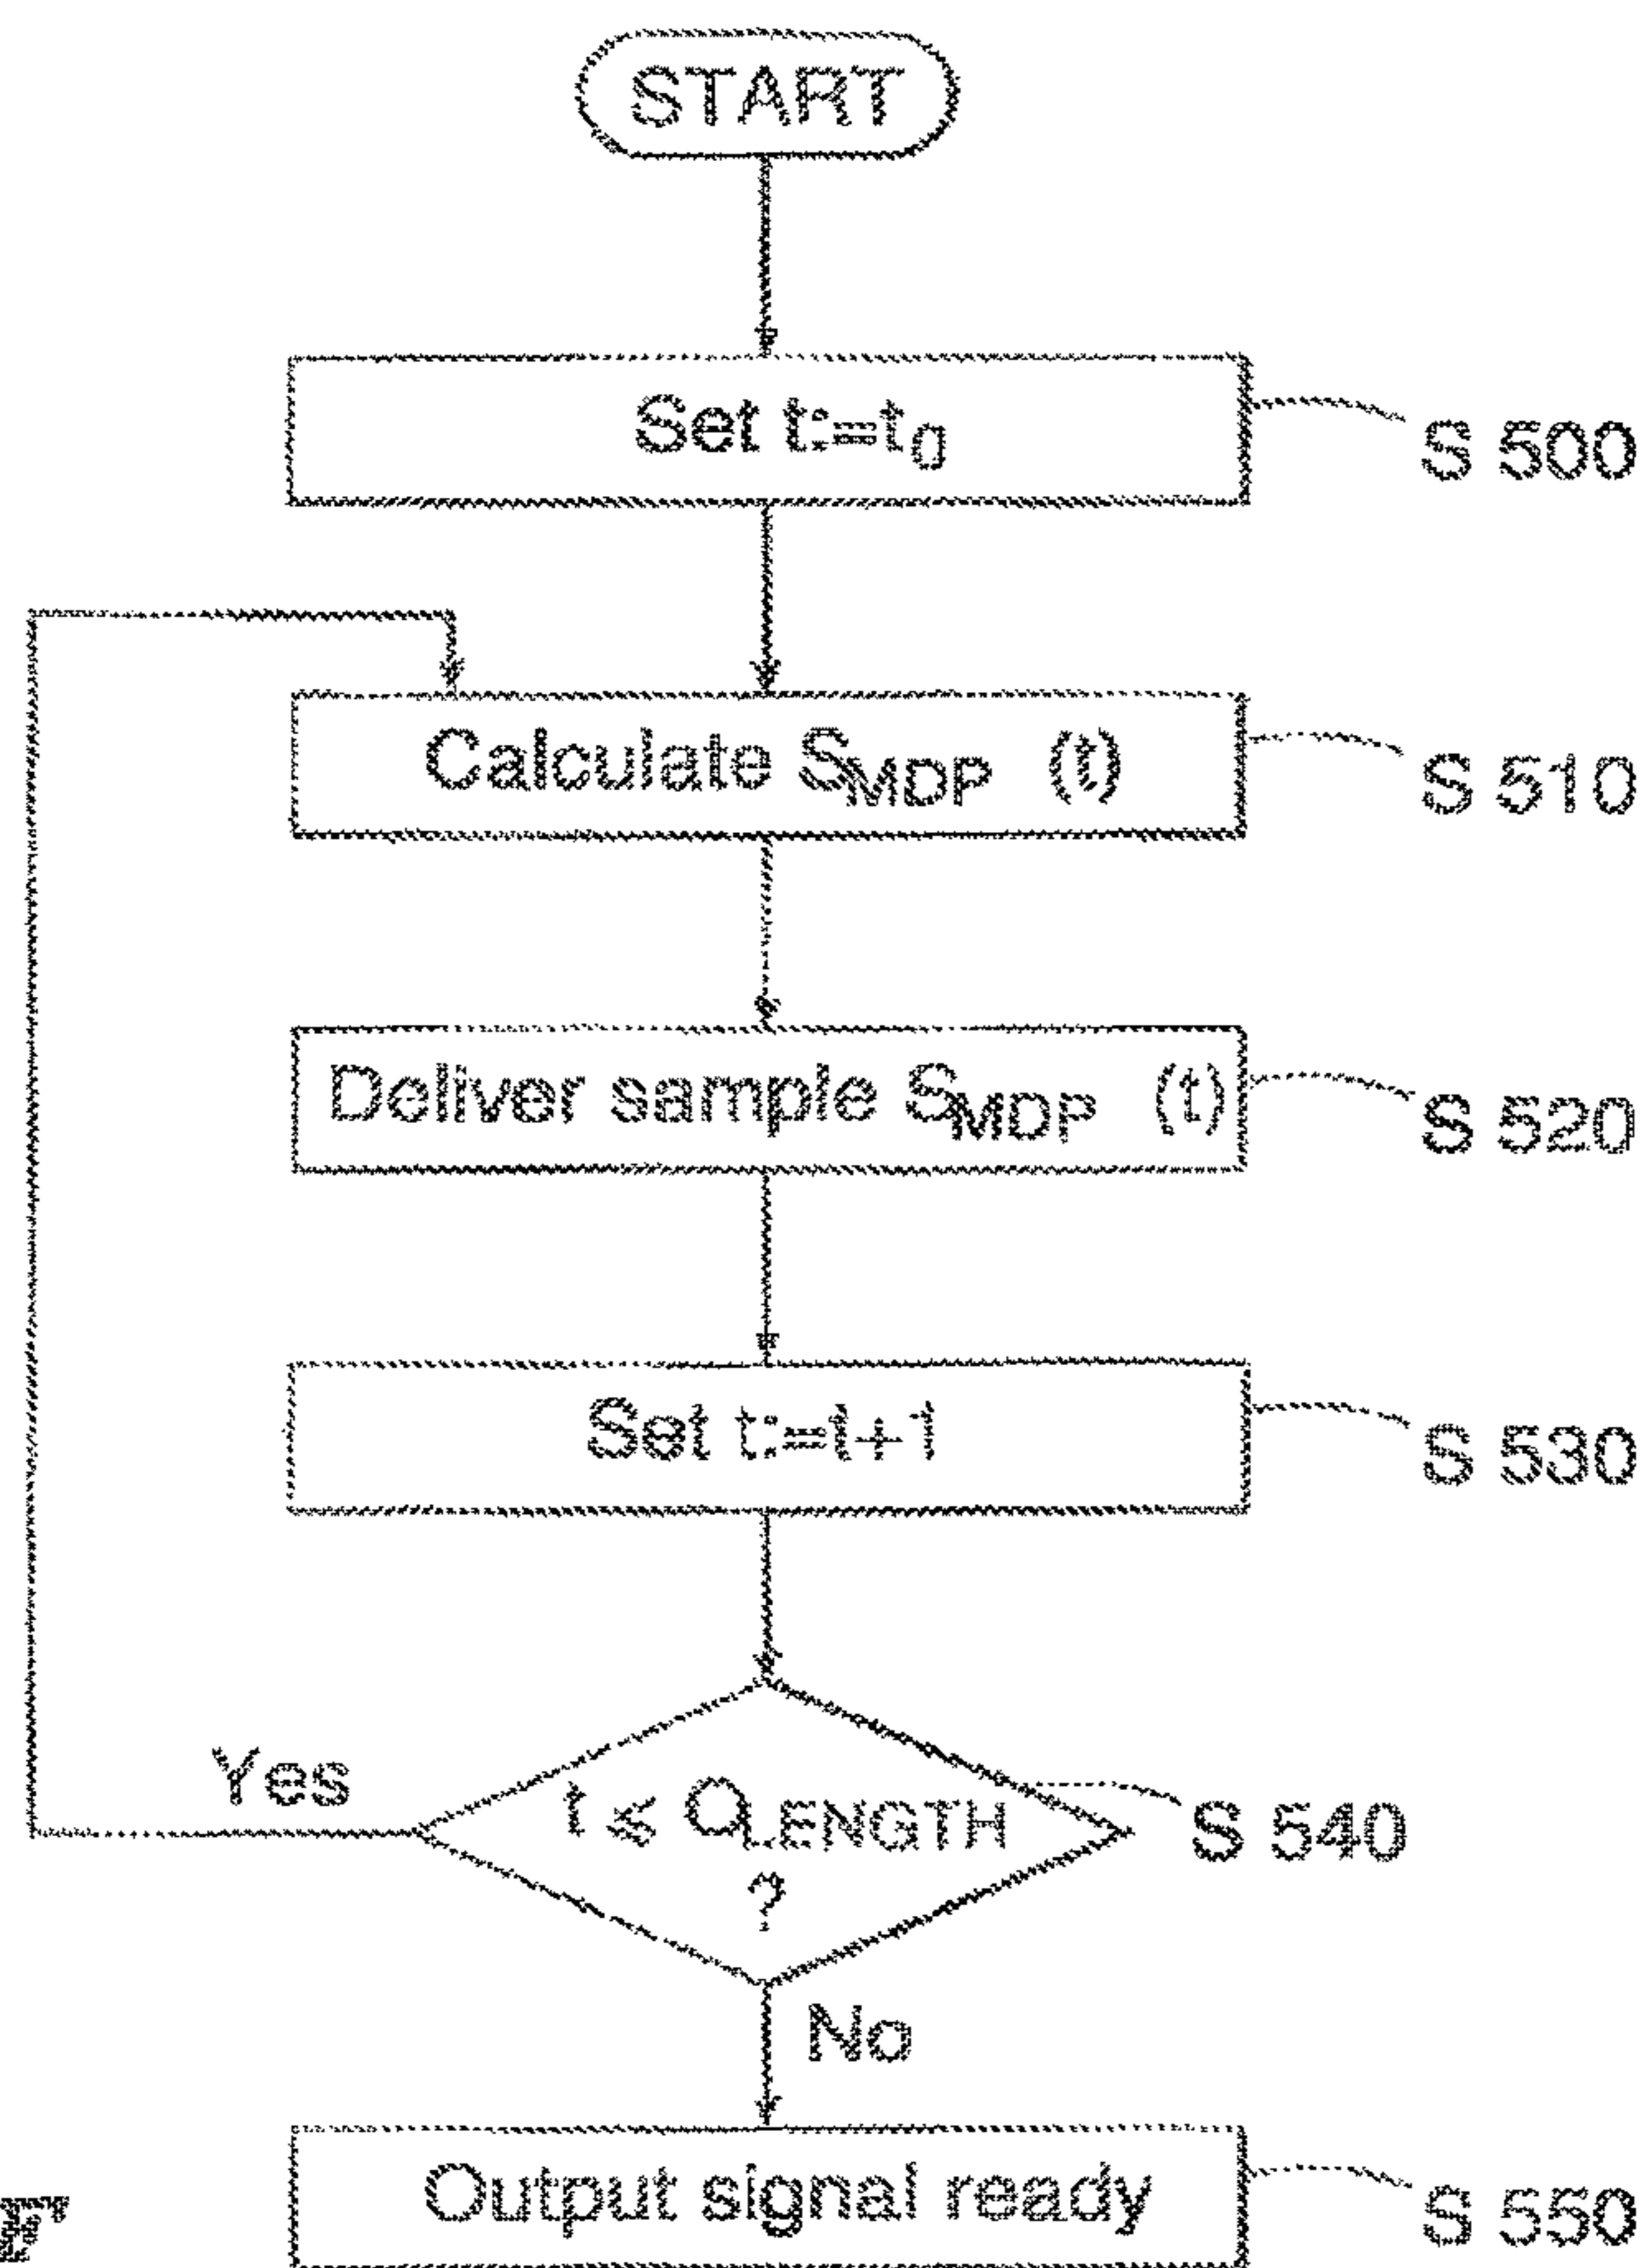 START
Set t:=t0
S 500
Calculate SMDP (t)
S 510
Deliver sample SMDP (t)
S 520
Set t:=t+1
S 530
Yes
t ≤ OLENGTH
?
S 540
No
Output signal ready
S 550